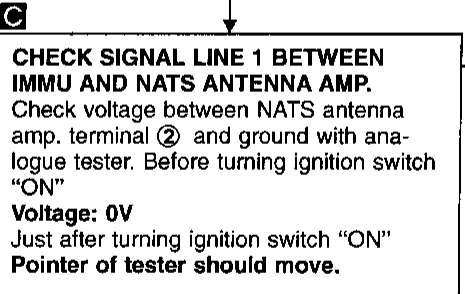 C
CHECK SIGNAL LINE 1 BETWEEN
IMMU AND NATS ANTENNA AMP.
Check voltage between NATS antenna
amp. terminal ② and ground with ana-
logue tester. Before turning ignition switch
“ON”
Voltage: 0V
Just after turning ignition switch “ON”
Pointer of tester should move.